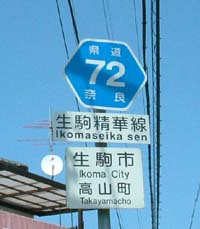 県道
72
奈良
生駒精華線
Ikomaseika sen
生駒市
Ikoma City
高山町
Takayamacho